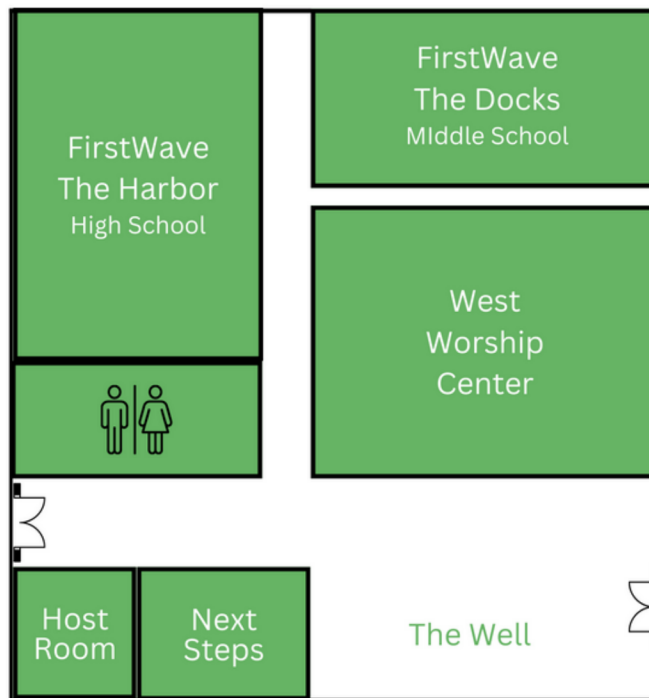 FirstWave
The Harbor
High School
FirstWave
The Docks
MIddle School
West
Worship
Center
Host
Room
Next
Steps
The Well